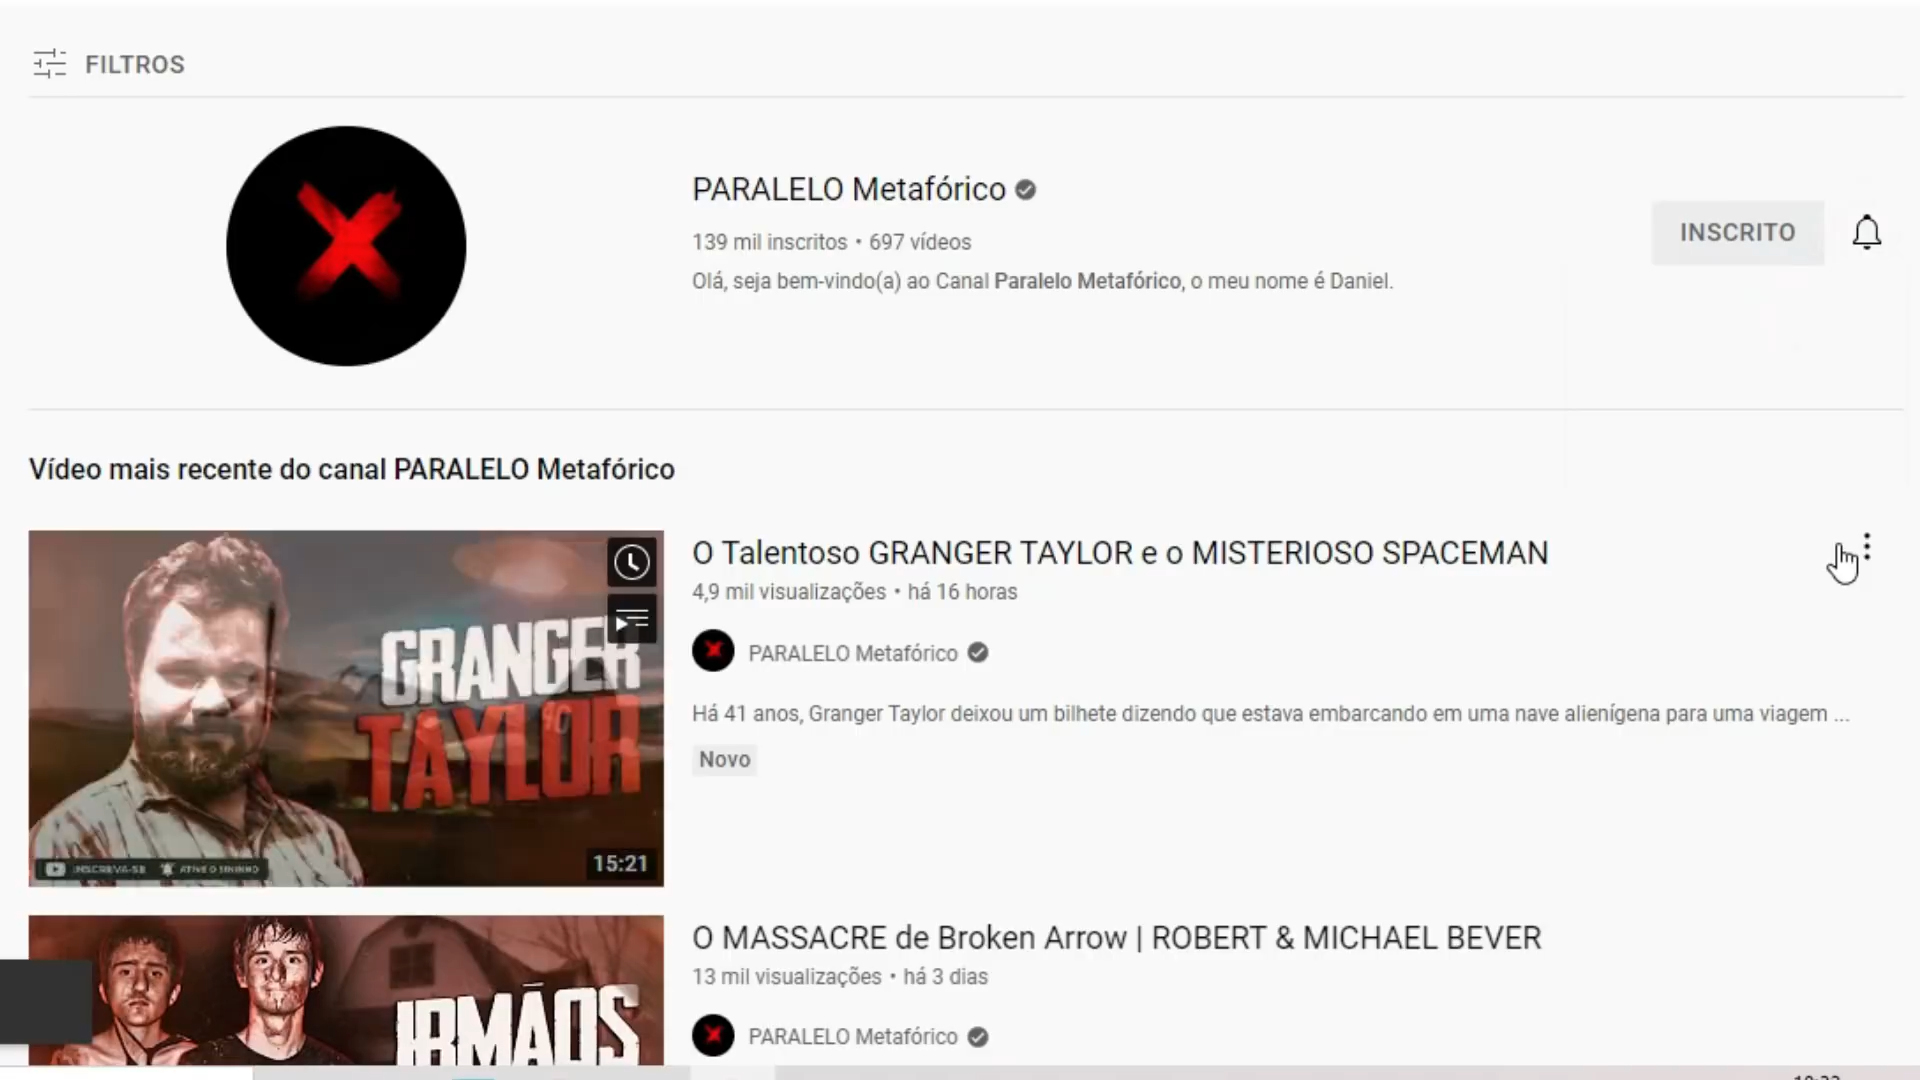 FILTROS
PARALELO Metafórico
139 mil inscritos • 697 vídeos
Olá, seja bem-vindo(a) ao Canal Paralelo Metafórico, o meu nome é Daniel.
INSCRITO
Vídeo mais recente do canal PARALELO Metafórico
GRANGER
TAYLOR
INSCREVA-SE ATIVE O SININHO
15:21
O Talentoso GRANGER TAYLOR e o MISTERIOSO SPACEMAN
4,9 mil visualizações • há 16 horas
PARALELO Metafórico
Há 41 anos, Granger Taylor deixou um bilhete dizendo que estava embarcando em uma nave alienígena para uma viagem ...
Novo
IRMÃOS
O MASSACRE de Broken Arrow | ROBERT & MICHAEL BEVER
13 mil visualizações • há 3 dias
PARALELO Metafórico